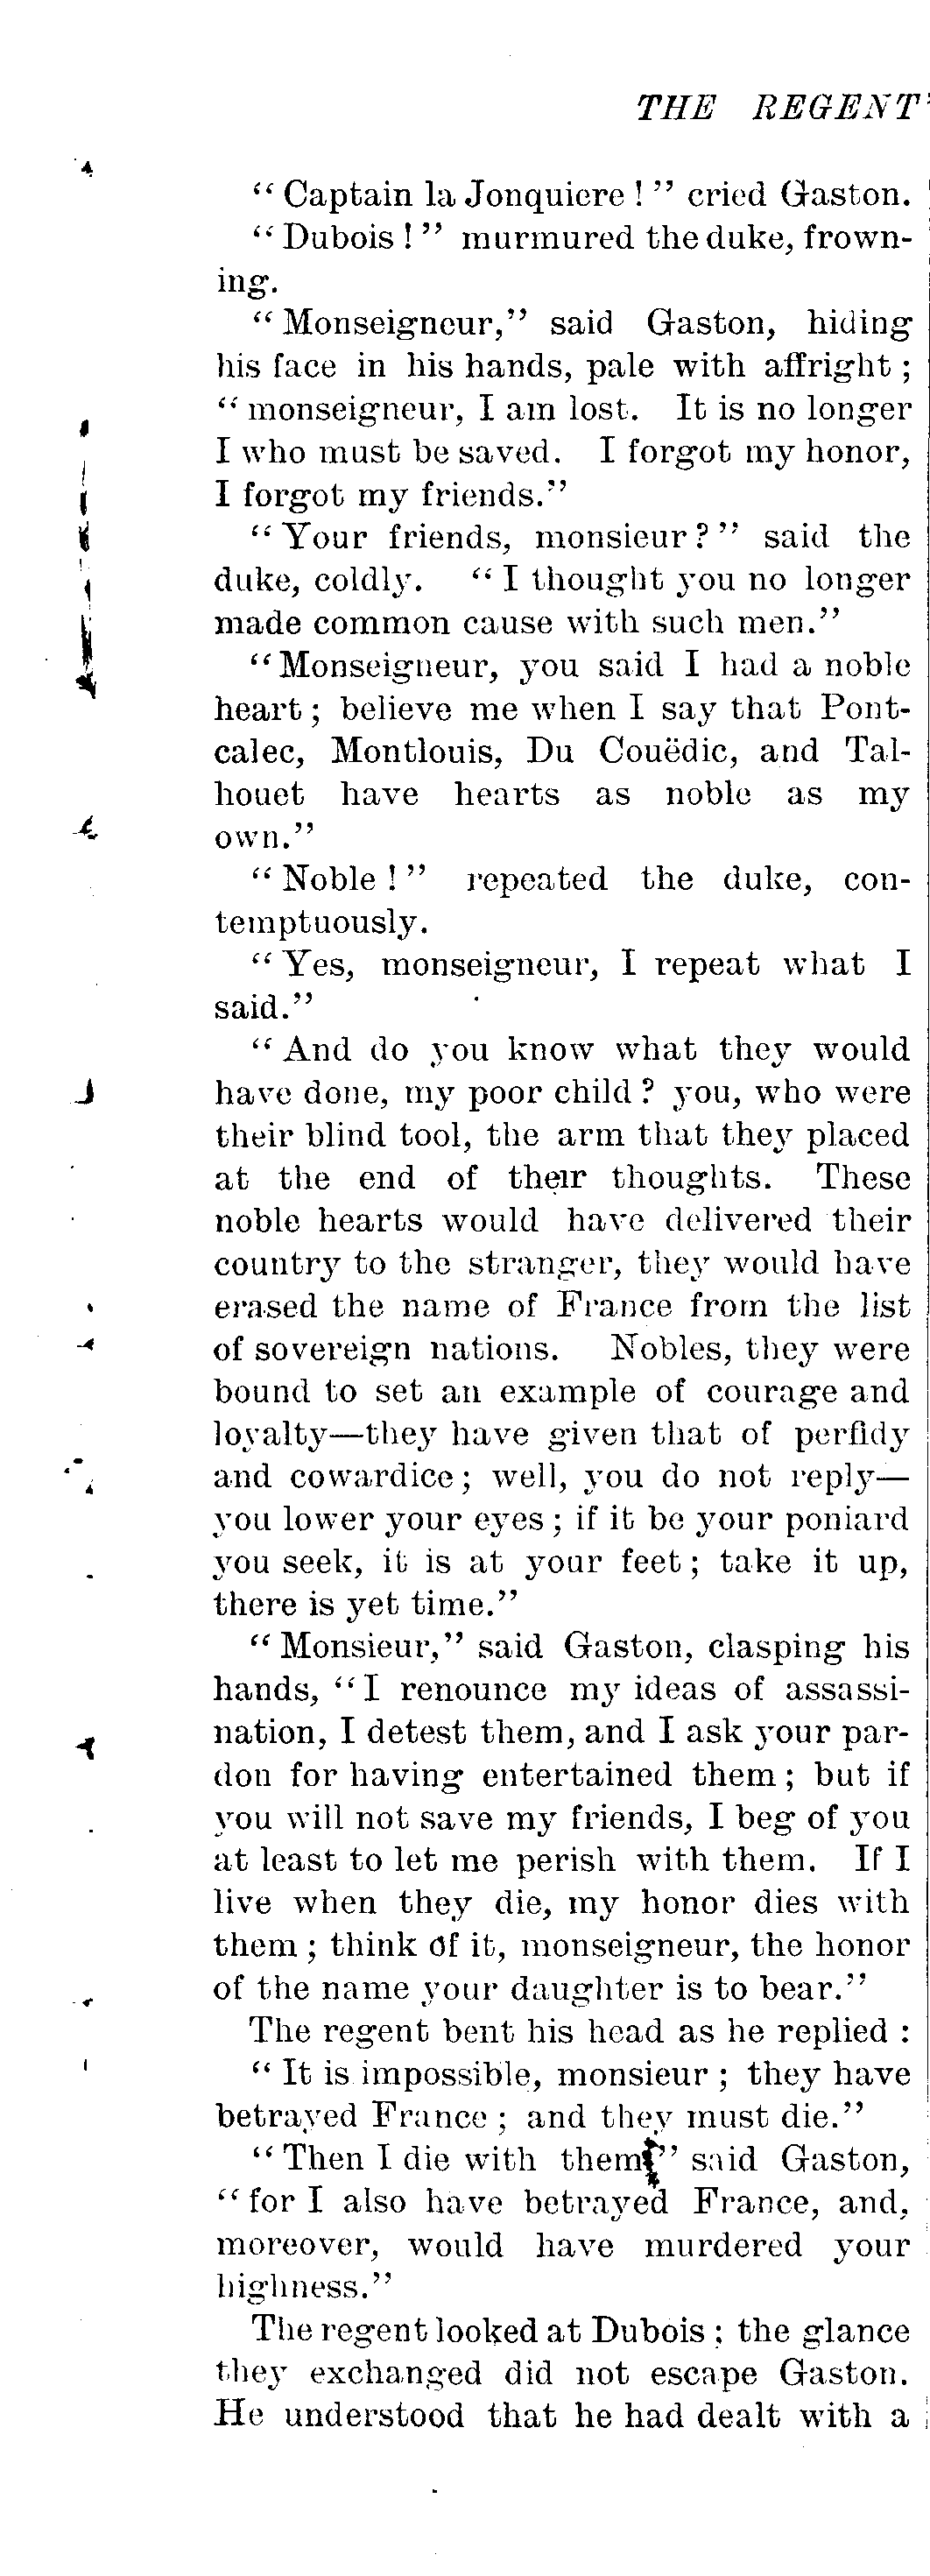 THE REGENT'
“ Captain la Jonquiere ! ” cried Gaston.
“ Dubois ! ” murmured the duke, frown-
ing.
“ Monseigneur,” said Gaston, hiding
his face in his hands, pale with affright ;
“ monseigneur, I am lost. It is no longer
I who must be saved. I forgot my honor,
I forgot my friends.”
“ Your friends, monsieur ? ” said the
duke, coldly. “ I thought you no longer
made common cause with such men.”
“ Monseigneur, you said I had a noble
heart ; believe me when I say that Pont-
calec, Montlouis, Du Couëdic, and Tal-
houet have hearts as noble as my
own.”
“ Noble ! ” repeated the duke, con-
temptuously.
“ Yes, monseigneur, I repeat what I
said.”
“ And do you know what they would
have done, my poor child ? you, who were
their blind tool, the arm that they placed
at the end of their thoughts. These
noble hearts would have delivered their
country to the stranger, they would have
erased the name of France from the list
of sovereign nations. Nobles, they were
bound to set an example of courage and
loyalty—they have given that of perfidy
and cowardice ; well, you do not reply—
you lower your eyes ; if it be your poniard
you seek, it is at your feet ; take it up,
there is yet time.”
“ Monsieur,” said Gaston, clasping his
hands, “ I renounce my ideas of assassi-
nation, I detest them, and I ask your par-
don for having entertained them ; but if
you will not save my friends, I beg of you
at least to let me perish with them. If I
live when they die, my honor dies with
them ; think of it, monseigneur, the honor
of the name your daughter is to bear.”
The regent bent his head as he replied :
“ It is impossible, monsieur ; they have
betrayed France ; and they must die.”
“ Then I die with them,” said Gaston,
“ for I also have betrayed France, and,
moreover, would have murdered your
highness.”
The regent looked at Dubois ; the glance
they exchanged did not escape Gaston.
He understood that he had dealt with a